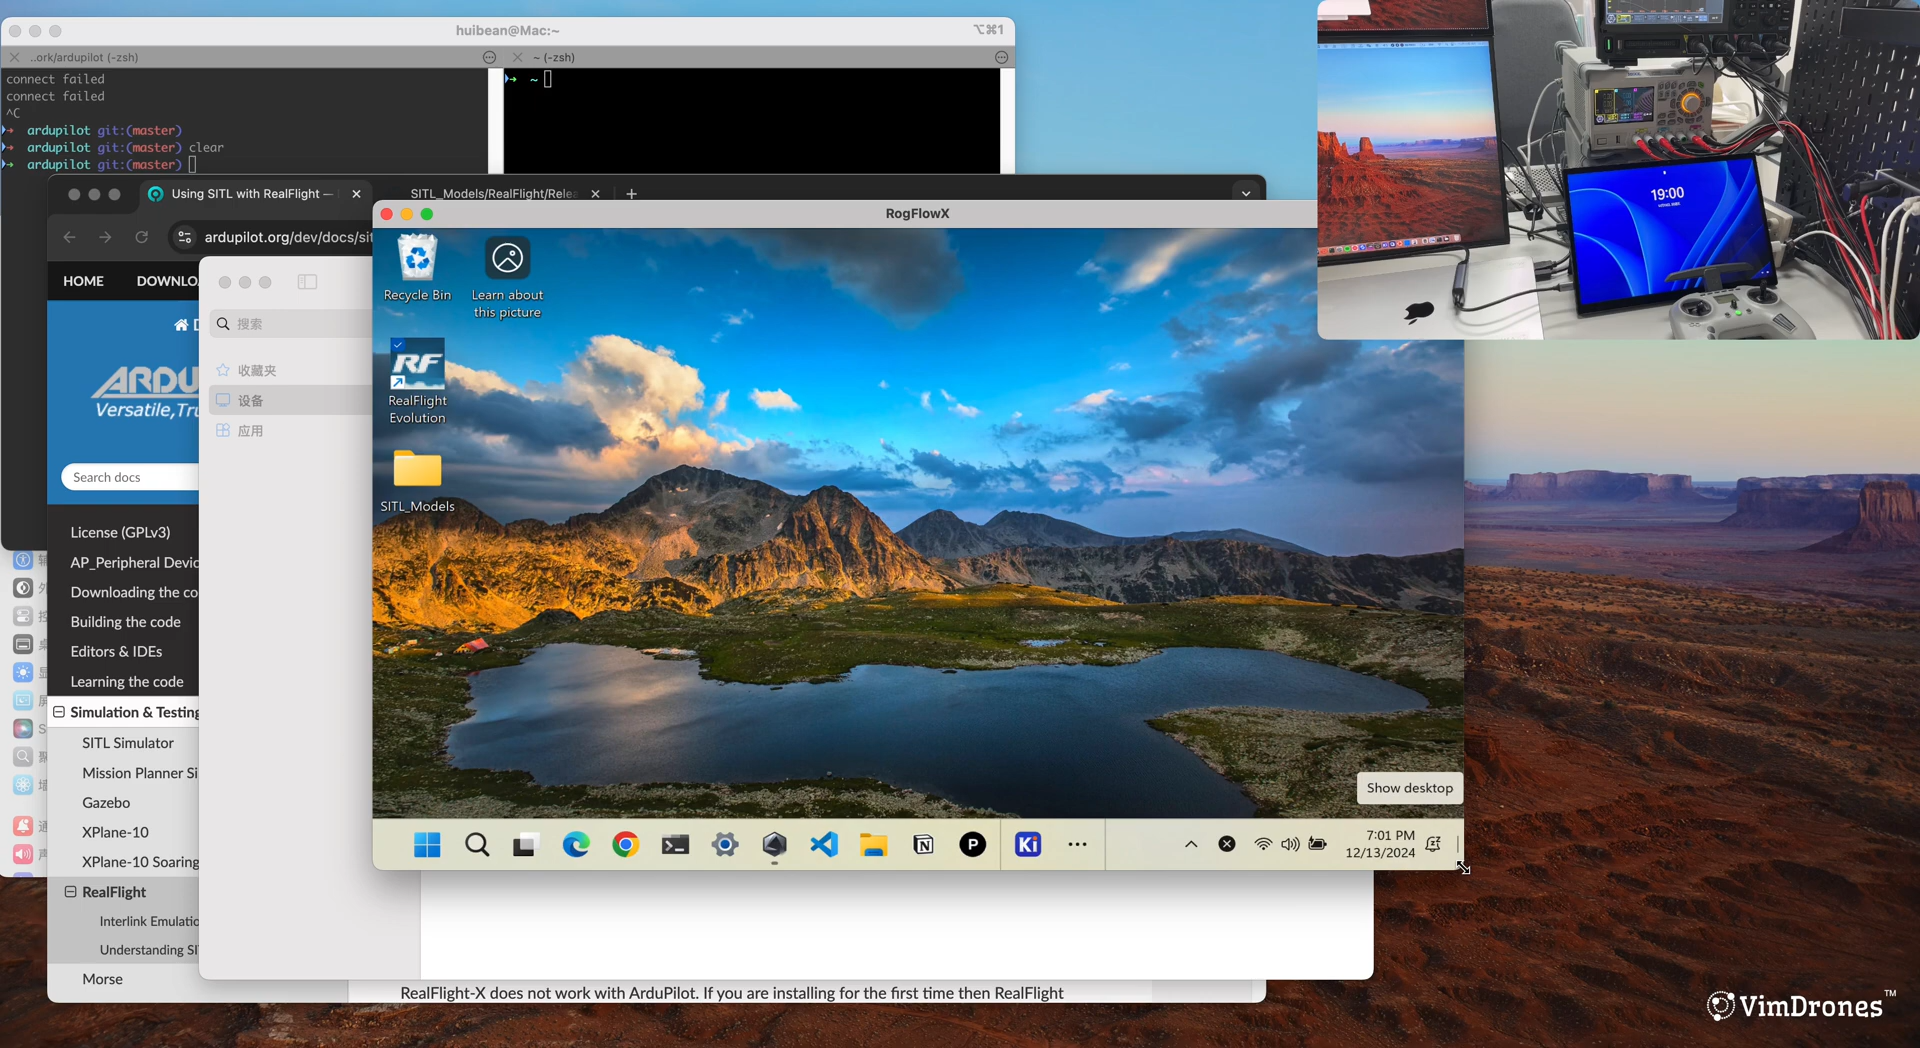 huibean@Mac:~
⌥⌘1
..ork/ardupilot (-zsh)
~ (-zsh)
connect failed
connect failed
^C
ardupilot git:(master)
ardupilot git:(master) clear
ardupilot git:(master)
~
Using SITL with RealFlight —
SITL_Models/RealFlight/Rele
ardupilot.org/dev/docs/sit
HOME
DOWNLO
ARDU
Versatile,Tru
Search docs
License (GPLv3)
AP_Peripheral Devic
Downloading the co
Building the code
Editors & IDEs
Learning the code
Simulation & Testing
SITL Simulator
Mission Planner Si
Gazebo
XPlane-10
XPlane-10 Soaring
RealFlight
Interlink Emulatio
Understanding SI
Morse
搜索
收藏夹
设备
应用
RogFlowX
Recycle Bin
Learn about
this picture
RF
RealFlight
Evolution
SITL_Models
Show desktop
Ki
7:01 PM
12/13/2024
19:00
RealFlight-X does not work with ArduPilot. If you are installing for the first time then RealFlight
VimDrones™